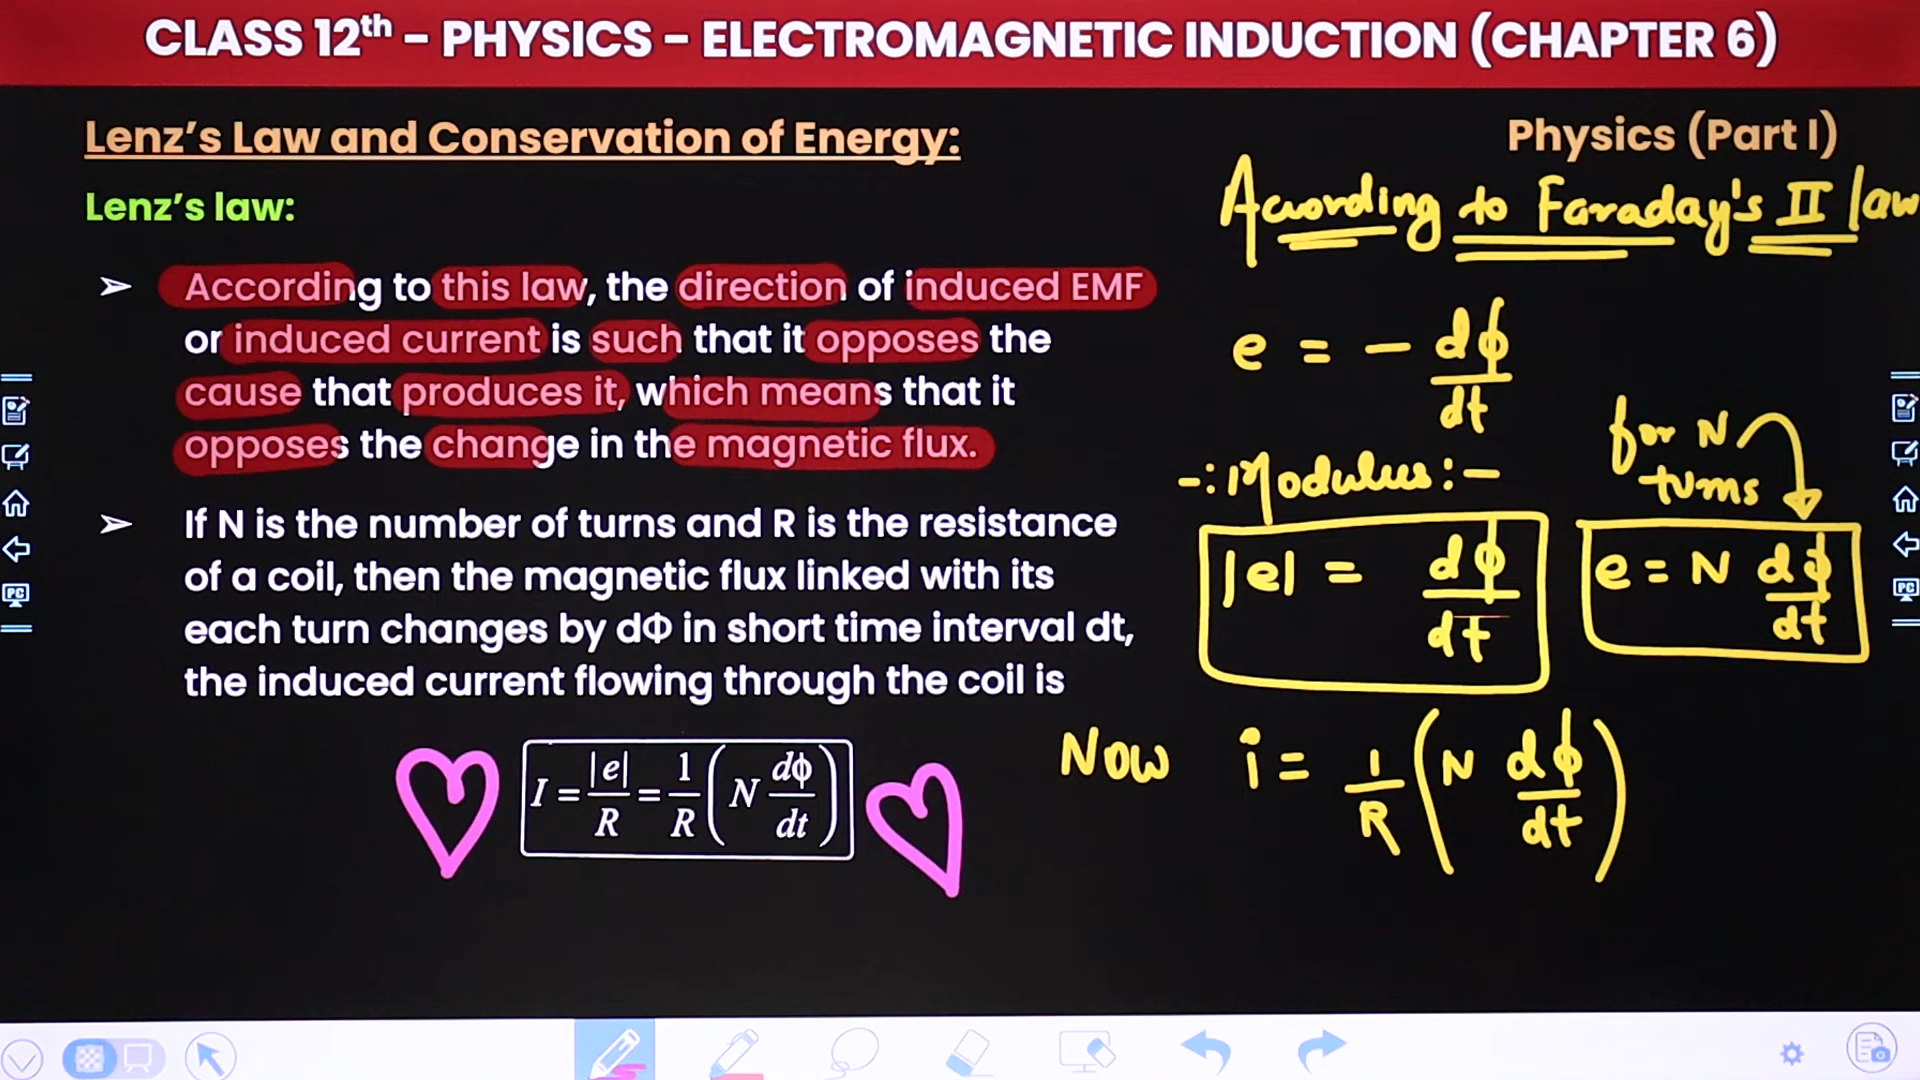 CLASS 12th - PHYSICS - ELECTROMAGNETIC INDUCTION (CHAPTER 6)
Lenz's Law and Conservation of Energy:
Physics (Part I)
Lenz's law:
According to Faraday's II law
➢ According to this law, the direction of induced EMF
or induced current is such that it opposes the
cause that produces it, which means that it
opposes the change in the magnetic flux.
e = - dϕ/dt
for N
turns
-: Modulus :-
|e| = dϕ/dt
e = N dϕ/dt
➢ If N is the number of turns and R is the resistance
of a coil, then the magnetic flux linked with its
each turn changes by dΦ in short time interval dt,
the induced current flowing through the coil is
I = |e|/R = 1/R (N dϕ/dt)
Now i = 1/R (N dϕ/dt)
PC
PC